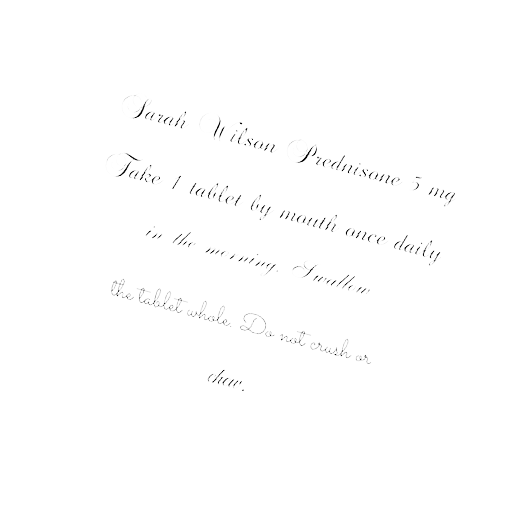 Sarah Wilson Prednisone 5 mg
Take 1 tablet by mouth once daily
in the morning. Swallow
the tablet whole. Do not crush or
chew.